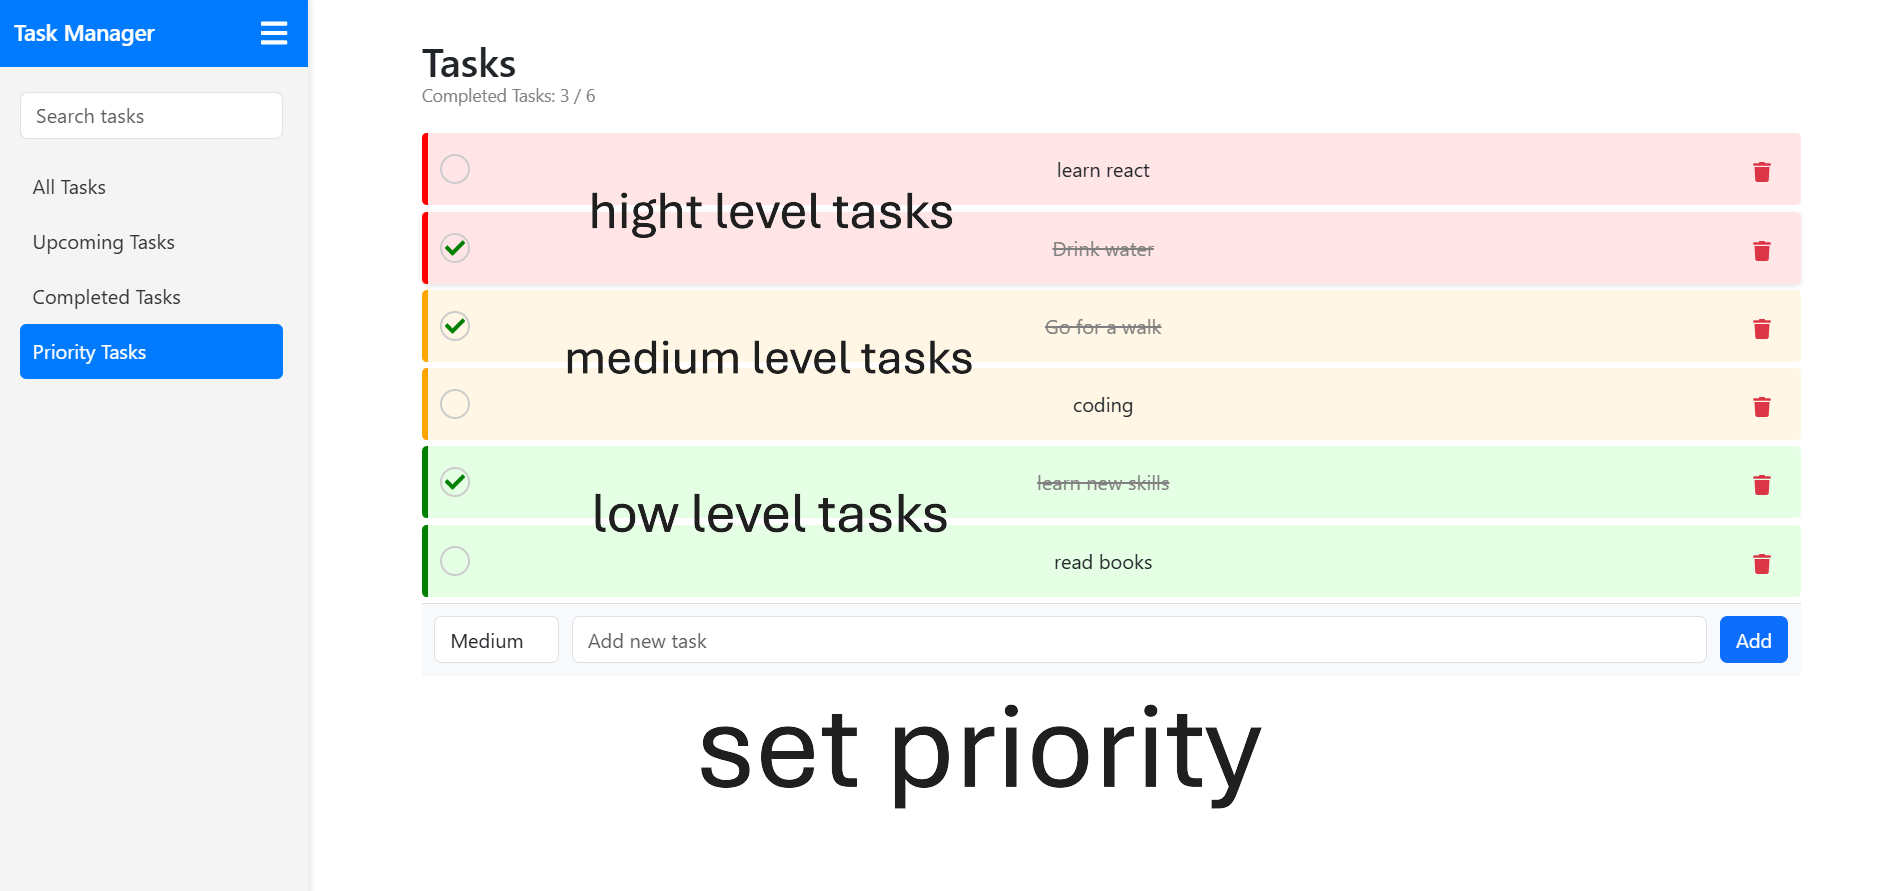 Task Manager
Search tasks
All Tasks
Upcoming Tasks
Completed Tasks
Priority Tasks
Tasks
Completed Tasks: 3 / 6
learn react
hight level tasks
Drink water
Go for a walk
medium level tasks
coding
learn new skills
low level tasks
read books
Medium
Add new task
Add
set priority